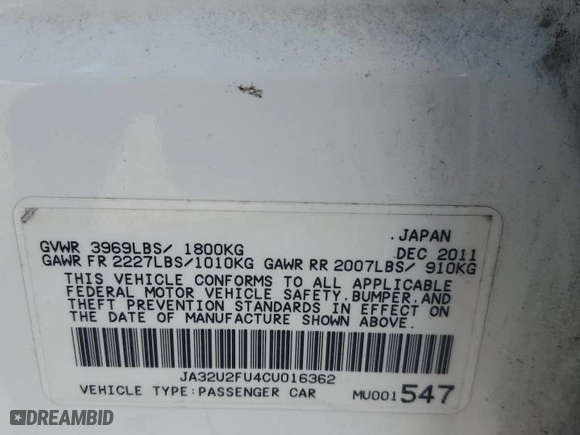 .JAPAN
GVWR 3969LBS/ 1800KG DEC 2011
GAWR FR 2227LBS/1010KG GAWR RR 2007LBS/ 910KG
THIS VEHICLE CONFORMS TO ALL APPLICABLE
FEDERAL MOTOR VEHICLE SAFETY.BUMPER.AND
THEFT PREVENTION STANDARDS IN EFFECT ON
THE DATE OF MANUFACTURE SHOWN ABOVE.
JA32U2FU4CU016362
VEHICLE TYPE:PASSENGER CAR MU001547
DREAMBID